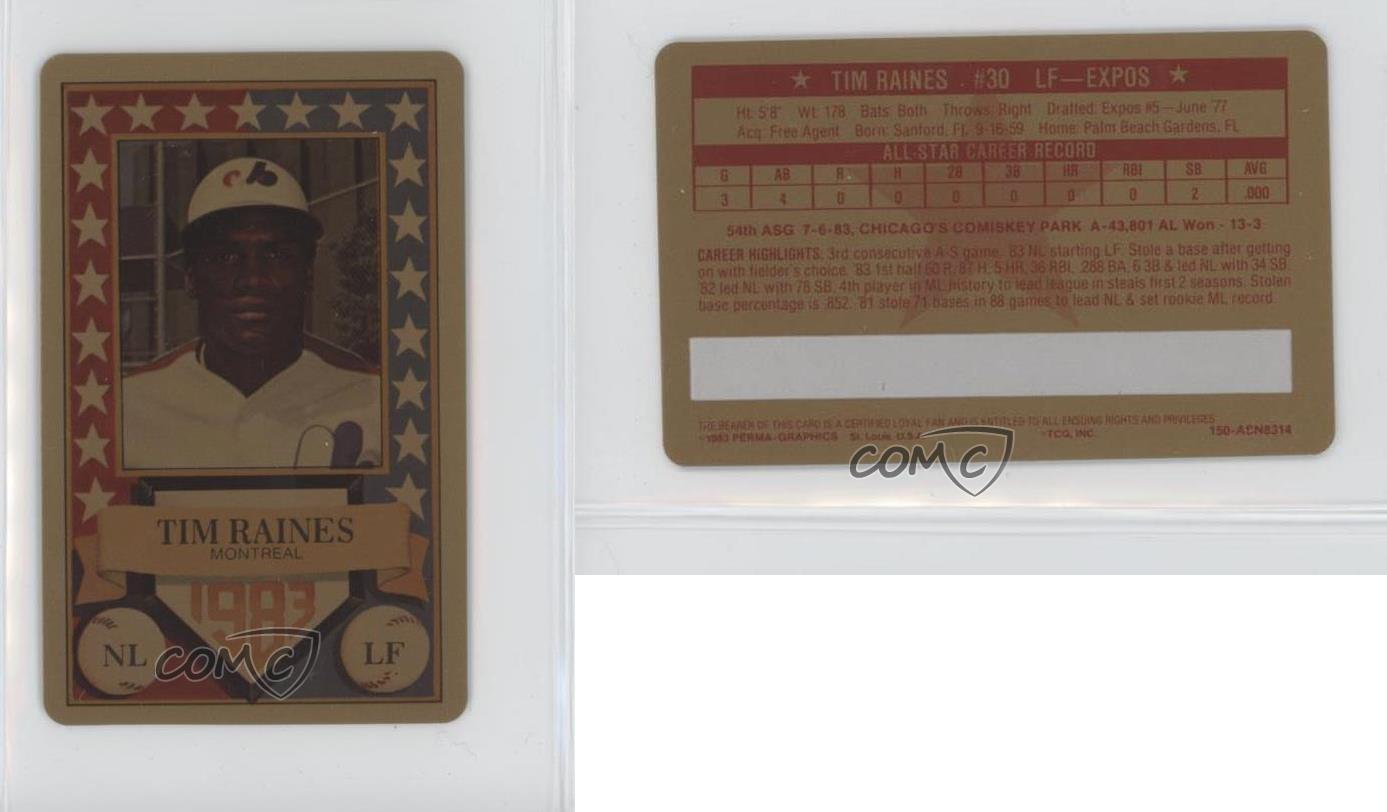 TIM RAINES
MONTREAL
1983
NL
LF
COMC
TIM RAINES #30 LF—EXPOS
Ht: 5'8" Wt: 178 Bats: Both Throws: Right Drafted: Expos #5—June '77
Acq: Free Agent Born: Sanford, FL 9-16-59 Home: Palm Beach Gardens, FL
ALL-STAR CAREER RECORD
G AB R H 2B 3B HR RBI SB AVG
3 4 0 0 0 0 0 0 2 .000
54th ASG 7-6-83, CHICAGO'S COMISKEY PARK A-43,801 AL Won - 13-3
CAREER HIGHLIGHTS: 3rd consecutive A-S game. '83 NL starting LF. Stole a base after getting
on with fielder's choice. '83 1st half 60 R, 87 H, 5 HR, 36 RBI, .288 BA, 6 3B & led NL with 34 SB.
'82 led NL with 78 SB, 4th player in ML history to lead league in steals first 2 seasons. Stolen
base percentage is .852. '81 stole 71 bases in 88 games to lead NL & set rookie ML record.
THE BEARER OF THIS CARD IS A CERTIFIED LOYAL FAN AND IS ENTITLED TO ALL ENSUING RIGHTS AND PRIVILEGES
©1983 PERMA-GRAPHICS St. Louis, U.S.A. ©TCG, INC. 150-ASN8314
COMC